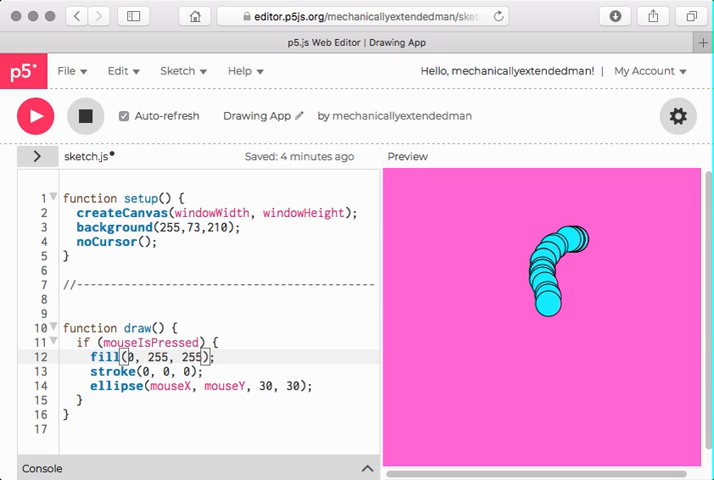 editor.p5js.org/mechanicallyextendedman/sket
p5.js Web Editor | Drawing App
p5* File Edit Sketch Help Hello, mechanicallyextendedman! | My Account
Auto-refresh Drawing App by mechanicallyextendedman
sketch.js Saved: 4 minutes ago Preview
1 function setup() {
2 createCanvas(windowWidth, windowHeight);
3 background(255,73,210);
4 noCursor();
5 }
6
7 //-----------------------------------------
8
9
10 function draw() {
11 if (mouseIsPressed) {
12 fill(0, 255, 255);
13 stroke(0, 0, 0);
14 ellipse(mouseX, mouseY, 30, 30);
15 }
16 }
17
Console